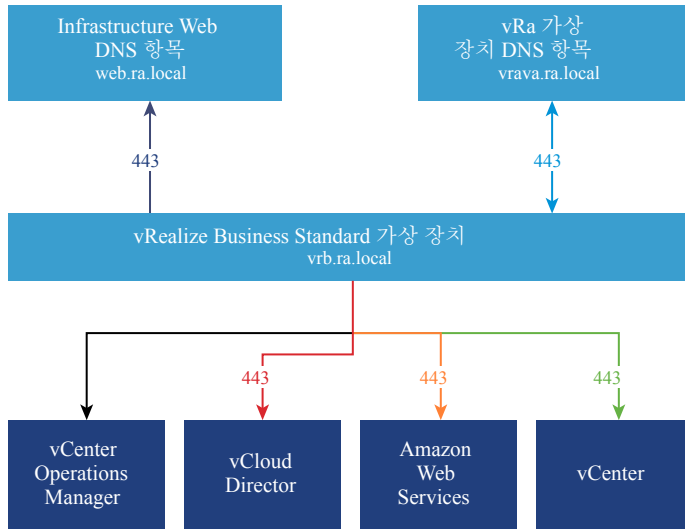 Infrastructure Web
DNS 항목
web.ra.local
vRa 가상
장치 DNS 항목
vrava.ra.local
443
443
vRealize Business Standard 가상 장치
vrb.ra.local
443
443
443
vCenter
Operations
Manager
vCloud
Director
Amazon
Web
Services
vCenter